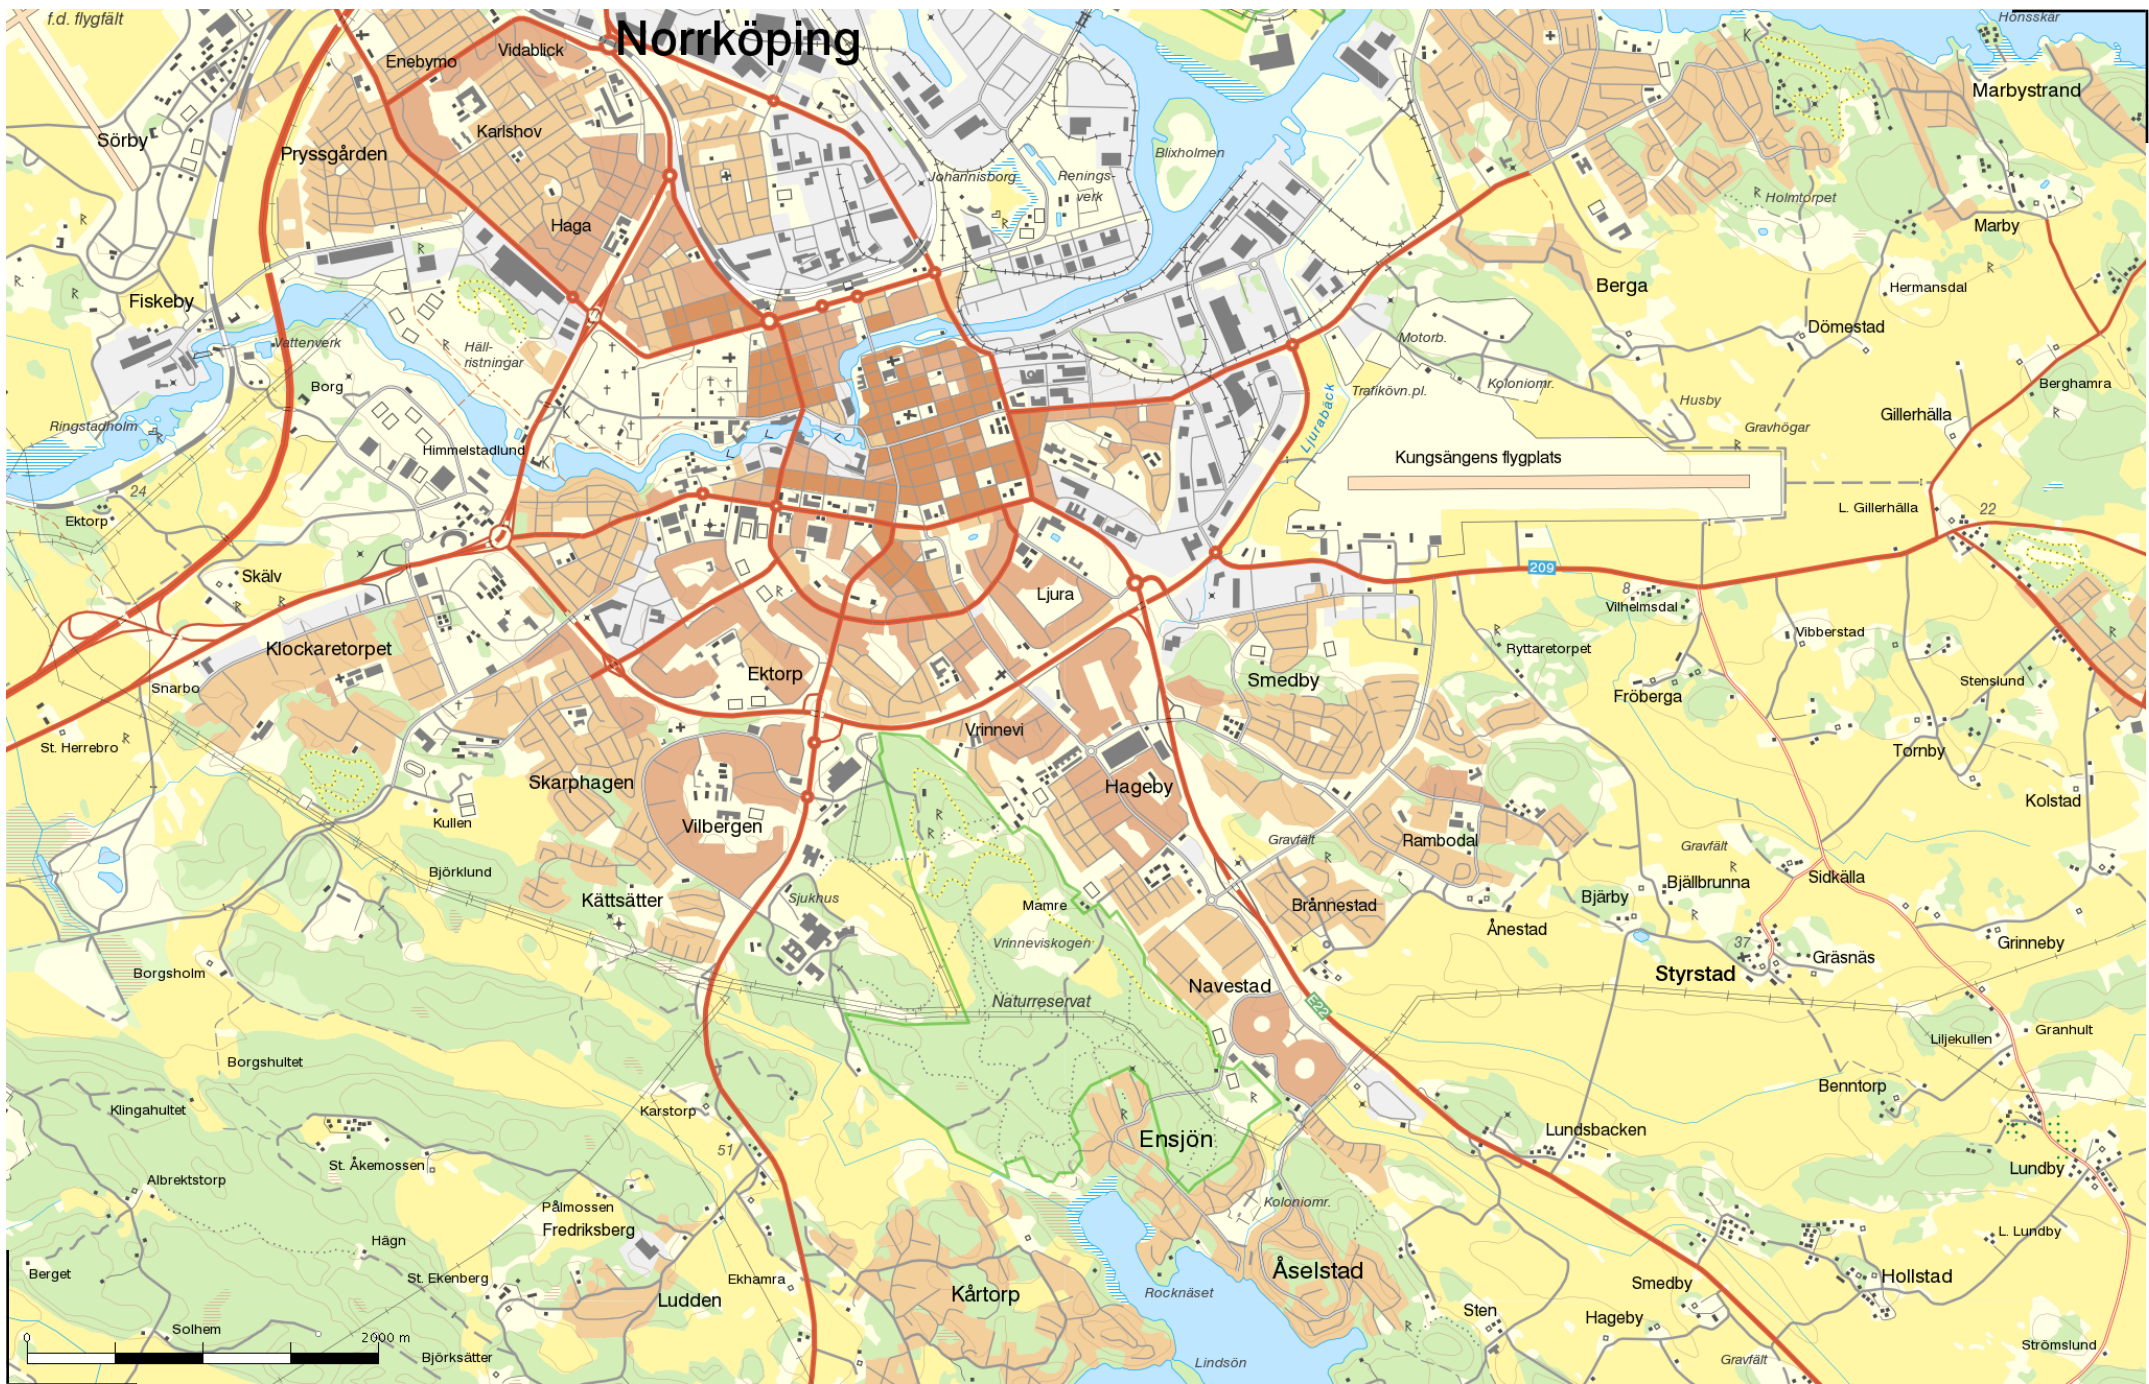 f.d. flygfält
Norrköping
Hönsskär
Enebymo
Vidablick
Marbystrand
Sörby
Karlshov
Pryssgården
Blixholmen
Johannisborg
Renings-
verk
Holmtorpet
Haga
Marby
Fiskeby
Berga
Hermansdal
Dömestad
Vattenverk
Häll-
ristningar
Motorb.
Borg
Trafikövn.pl.
Koloniomr.
Berghamra
Husby
Ljurabäck
Gillerhälla
Ringstadholm
Gravhögar
Himmelstadlund
K
K
K
Kungsängens flygplats
24
L. Gillerhälla
22
Ektorp
209
Skälv
8
Vilhelmsdal
Ljura
Vibberstad
Klockaretorpet
Ryttaretorpet
Ektorp
Smedby
Snarbo
Fröberga
Stenslund
St. Herrebro
Vrinnevi
Tornby
Skarphagen
Hageby
Kolstad
Kullen
Vilbergen
Gravfält
Rambodal
Gravfält
Björklund
Sidkälla
Bjällbrunna
Kättsätter
Sjukhus
Mamre
Brånnestad
Bjärby
Ånestad
Vrinneviskogen
37
Grinneby
Gräsnäs
Borgsholm
Styrstad
Navestad
Naturreservat
E22
Granhult
Liljekullen
Borgshultet
Benntorp
Klingahultet
Karstorp
Lundsbacken
Ensjön
51
St. Åkemossen
Lundby
Albrektstorp
Pålmossen
Koloniomr.
Fredriksberg
L. Lundby
Hägn
Berget
St. Ekenberg
Ekhamra
Åselstad
Hollstad
Smedby
Kårtorp
Rocknäset
Ludden
Sten
Hageby
Solhem
0
2000 m
Strömslund
Björksätter
Lindsön
Gravfält